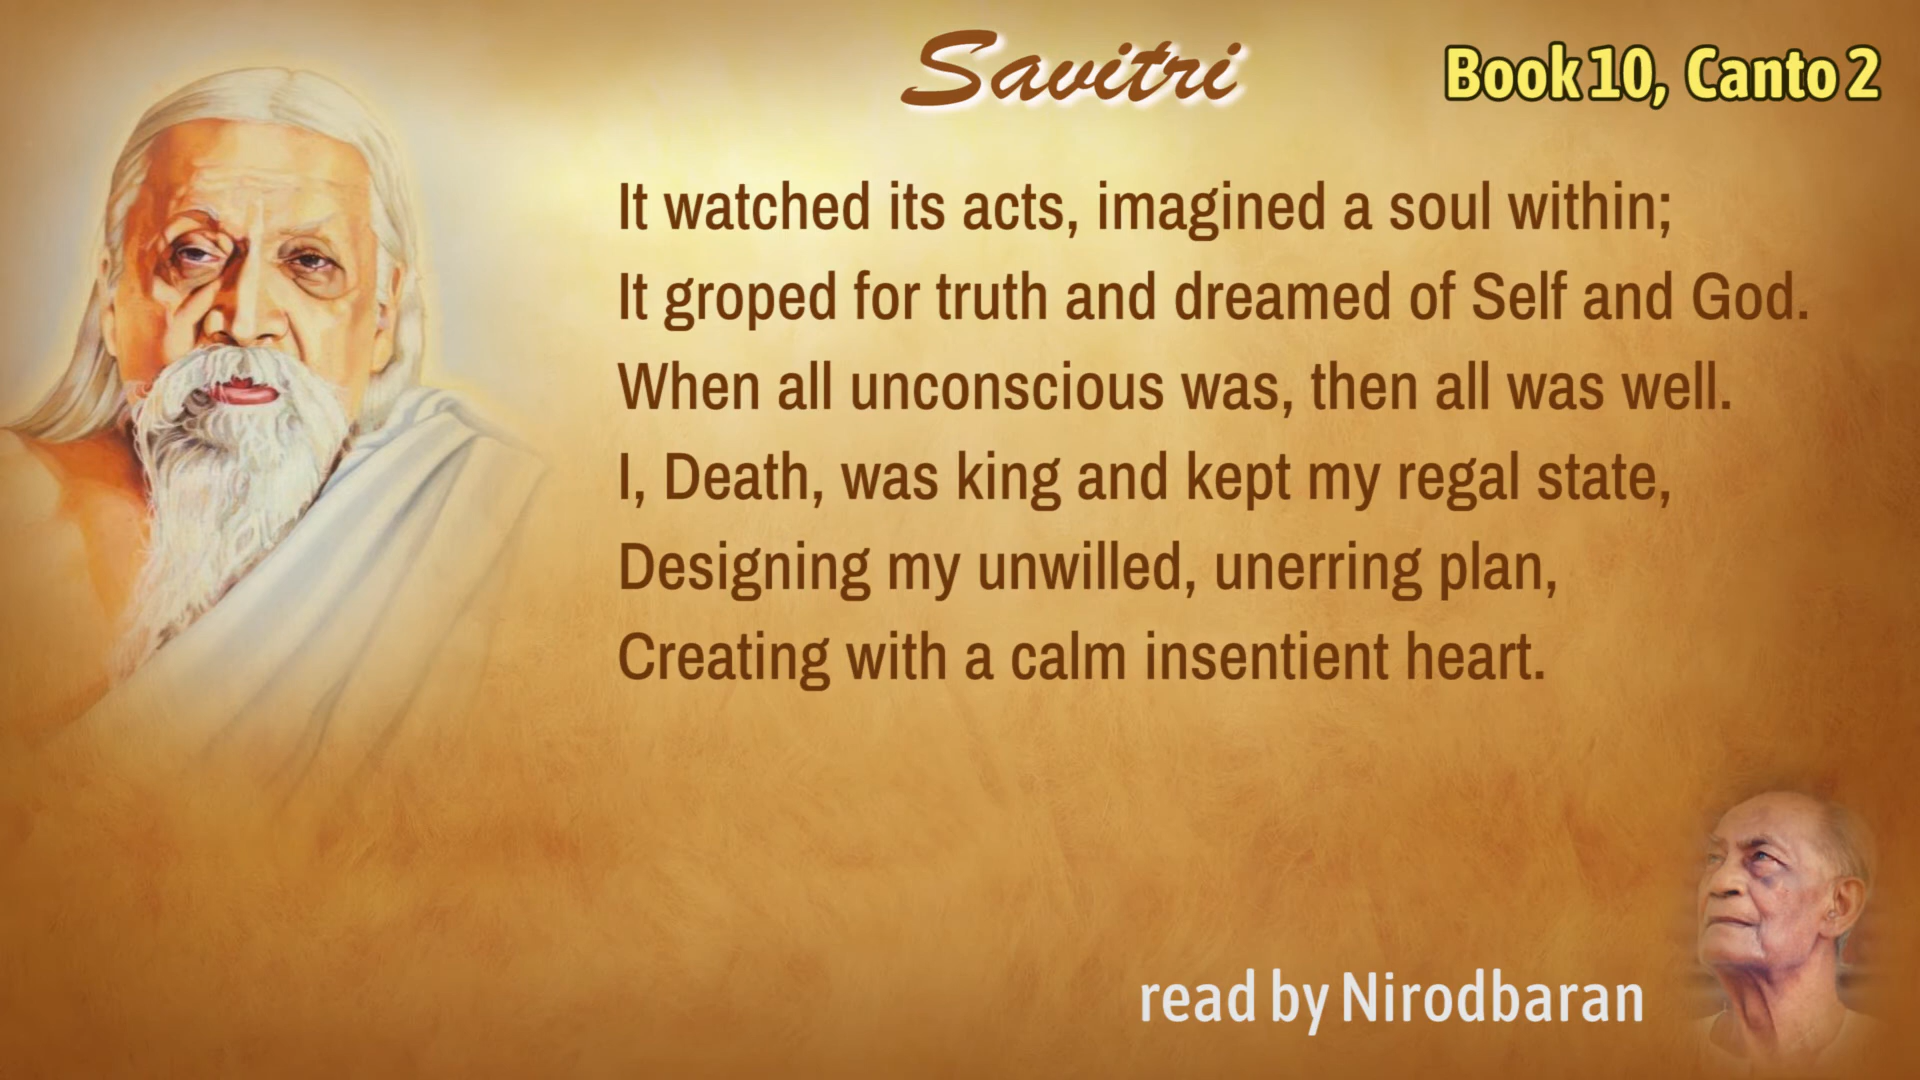 Savitri
Book 10, Canto 2
It watched its acts, imagined a soul within;
It groped for truth and dreamed of Self and God.
When all unconscious was, then all was well.
I, Death, was king and kept my regal state,
Designing my unwilled, unerring plan,
Creating with a calm insentient heart.
read by Nirodbaran